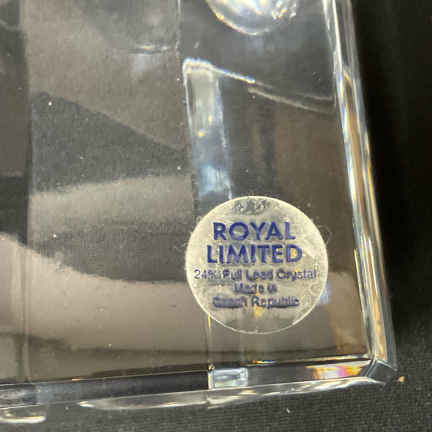 ROYAL
LIMITED
24% Full Lead Crystal
Made in
Czech Republic